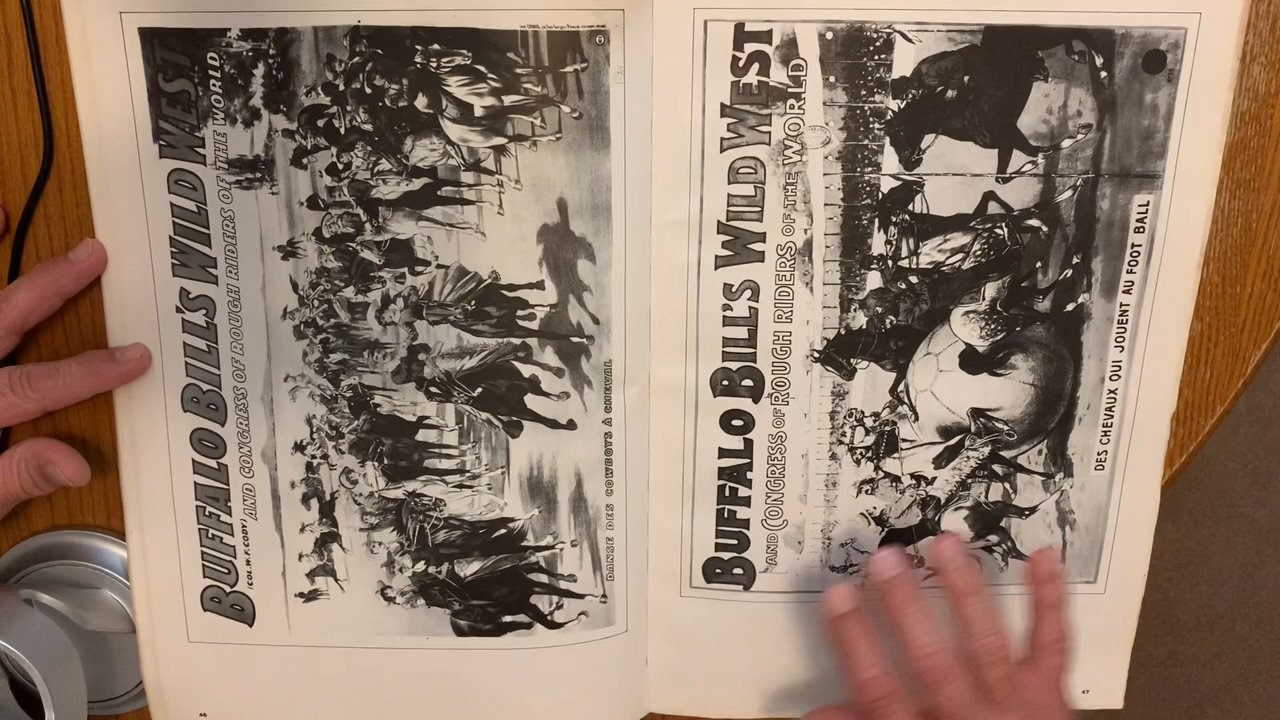 BUFFALO BILL'S WILD WEST
(COL. W. F. CODY) AND CONGRESS OF ROUGH RIDERS OF THE WORLD
DANSE DES COWBOYS À CHEVAL
46
BUFFALO BILL'S WILD WEST
AND CONGRESS OF ROUGH RIDERS OF THE WORLD
DES CHEVAUX QUI JOUENT AU FOOT BALL
47